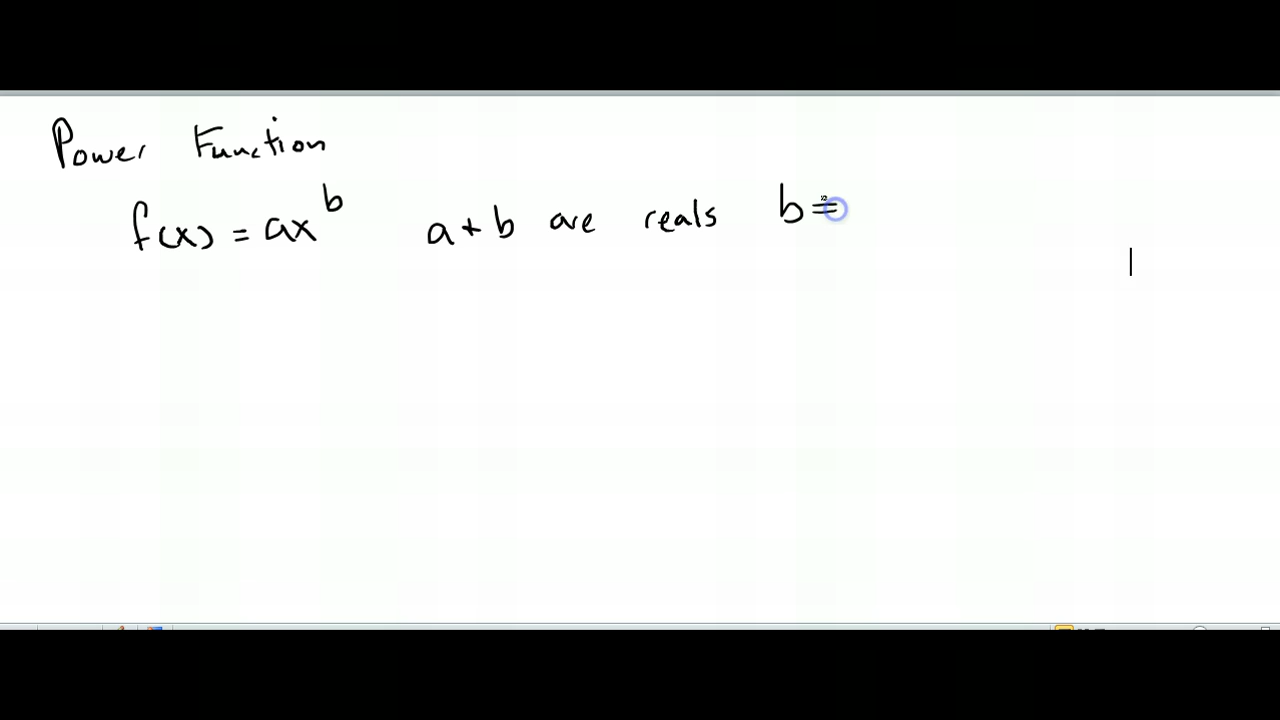 Power Function
f(x) = ax^b a + b are reals b=